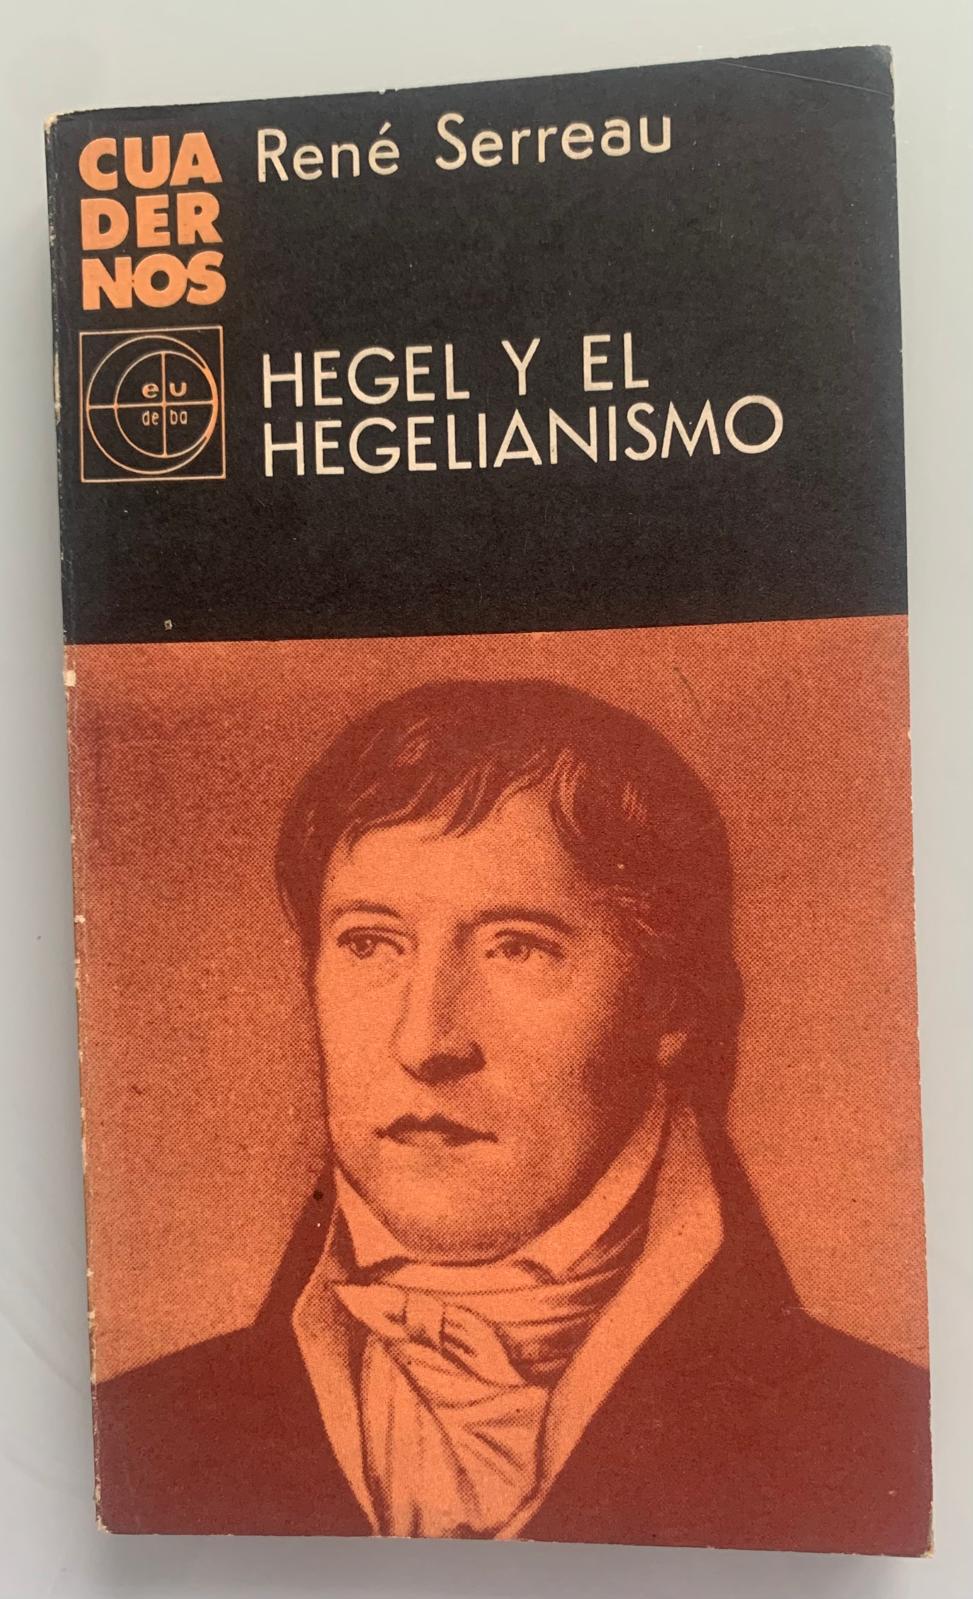 CUA
DER
NOS
René Serreau
eu
de ba
HEGEL Y EL
HEGELIANISMO